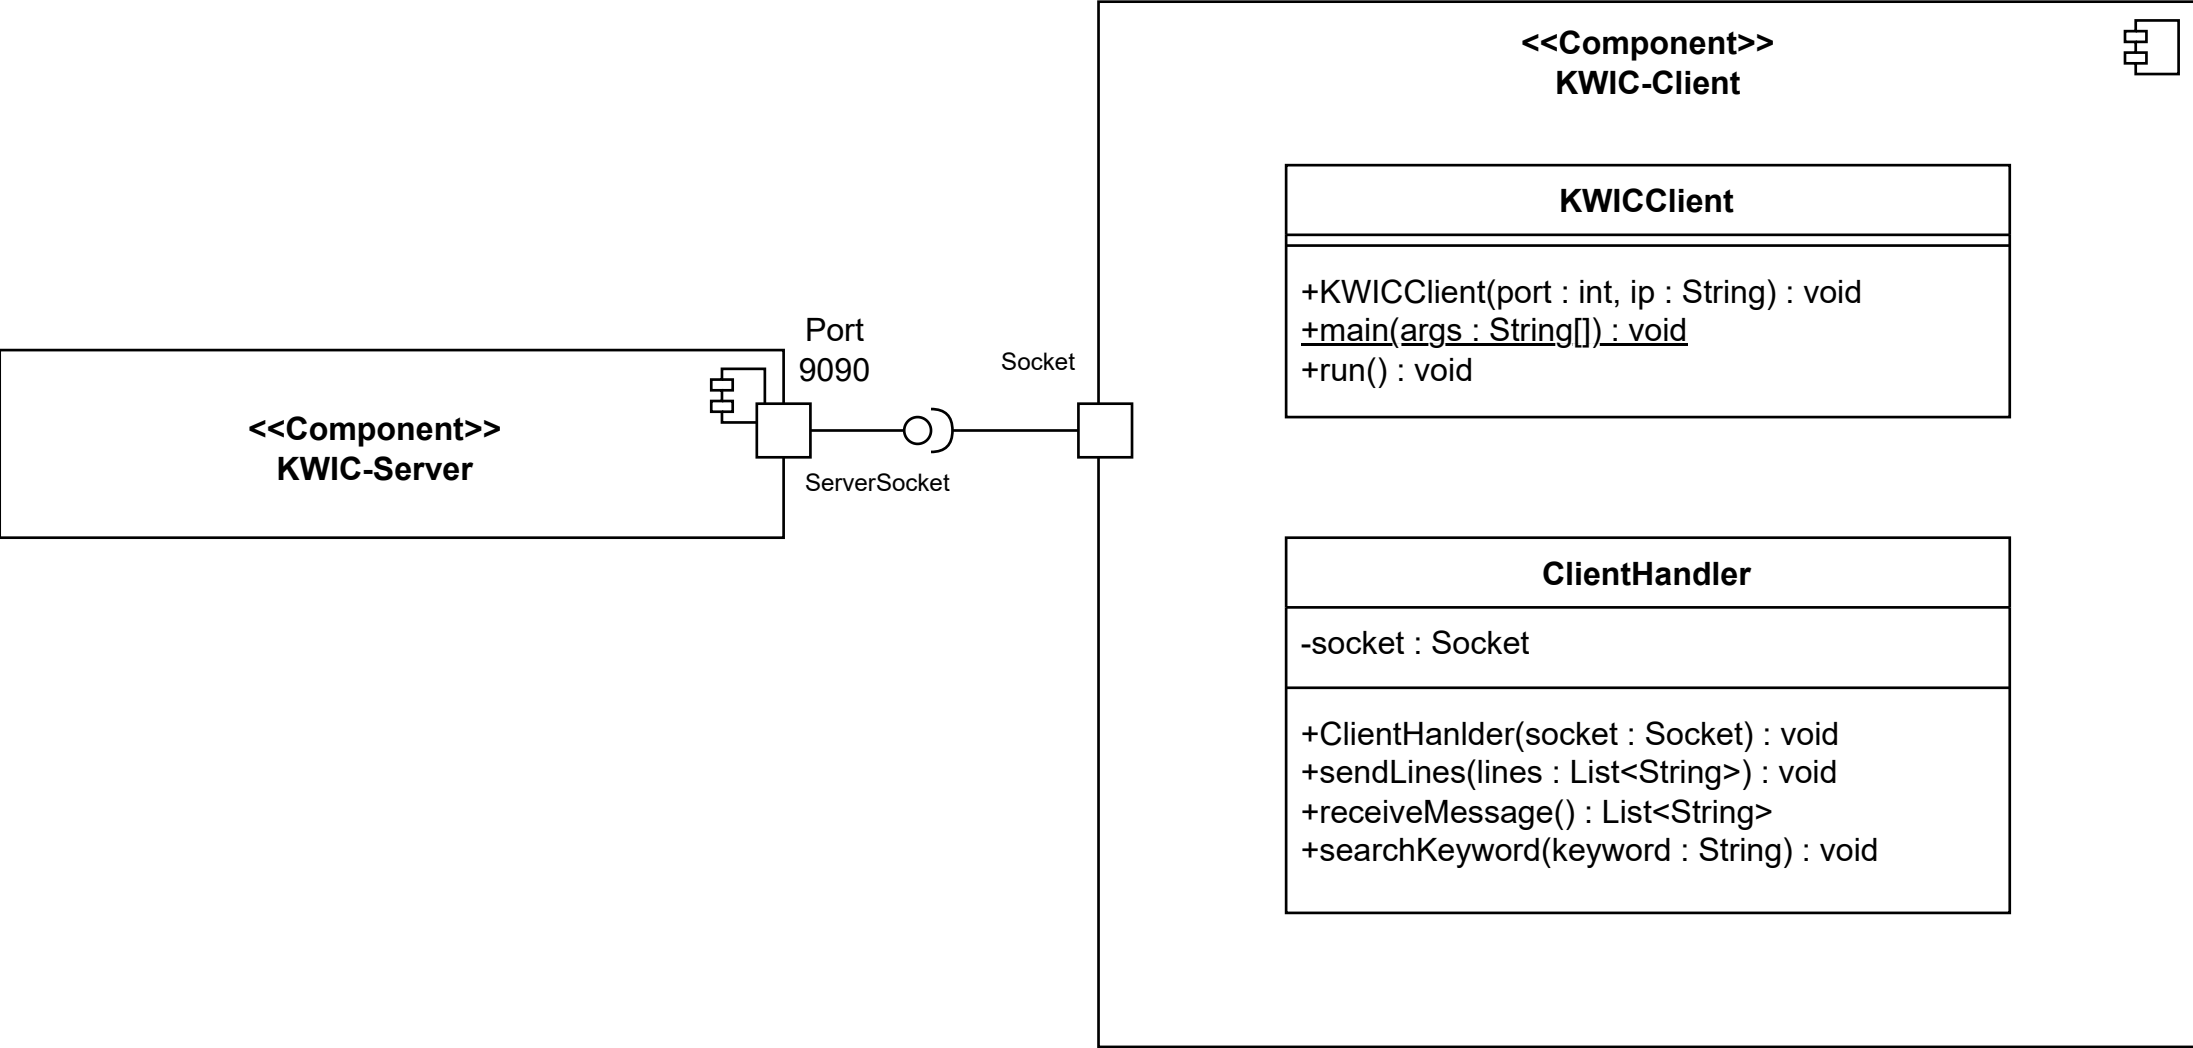 <<Component>>
KWIC-Client
KWICClient
+KWICClient(port : int, ip : String) : void
+main(args : String[]) : void
+run() : void
Port
9090
Socket
<<Component>>
KWIC-Server
ServerSocket
ClientHandler
-socket : Socket
+ClientHanlder(socket : Socket) : void
+sendLines(lines : List<String>) : void
+receiveMessage() : List<String>
+searchKeyword(keyword : String) : void